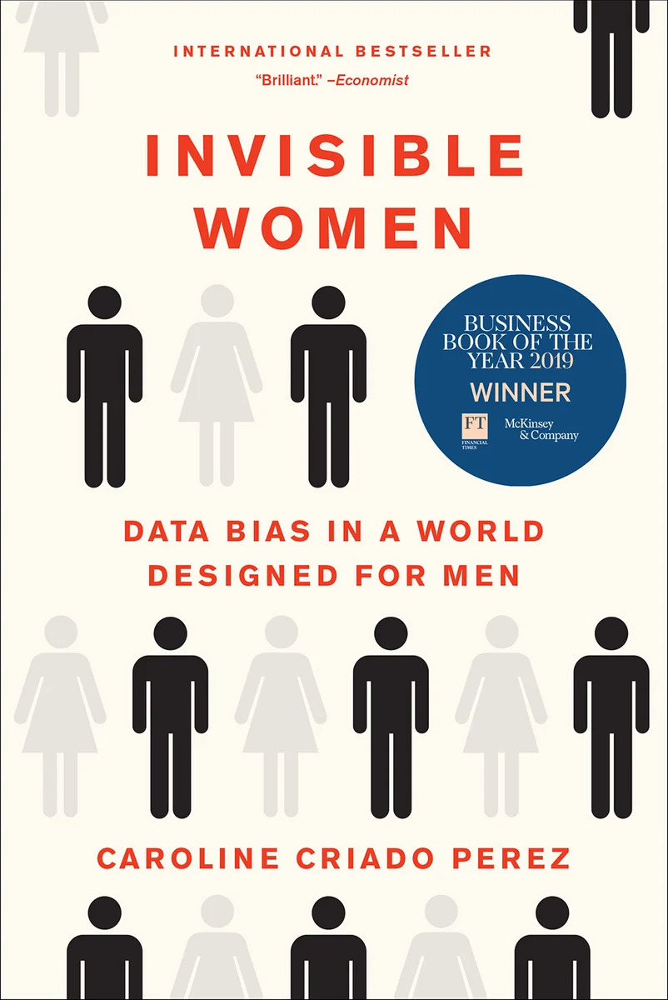 INTERNATIONAL BESTSELLER
“Brilliant.” –Economist
INVISIBLE
WOMEN
BUSINESS
BOOK OF THE
YEAR 2019
WINNER
FT
FINANCIAL
TIMES
McKinsey
& Company
DATA BIAS IN A WORLD
DESIGNED FOR MEN
CAROLINE CRIADO PEREZ